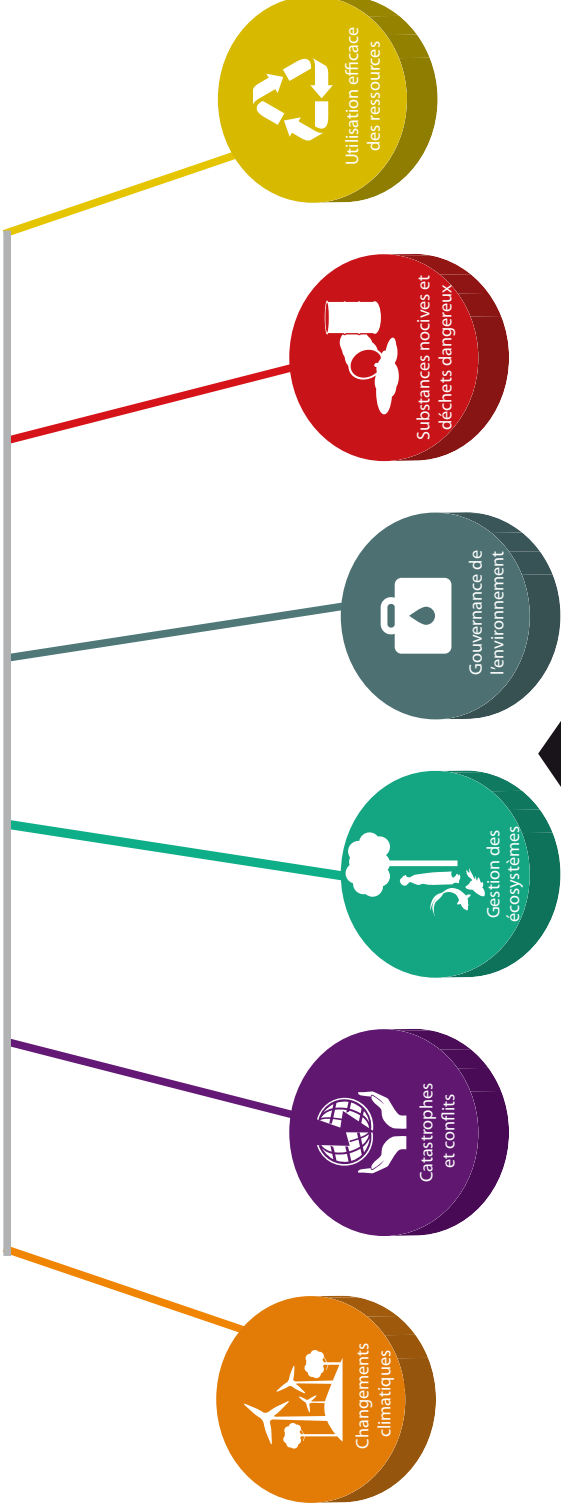 Changements
climatiques
Catastrophes
et conflits
Gestion des
écosystèmes
Gouvernance de
l'environnement
Substances nocives et
déchets dangereux
Utilisation efficace
des ressources